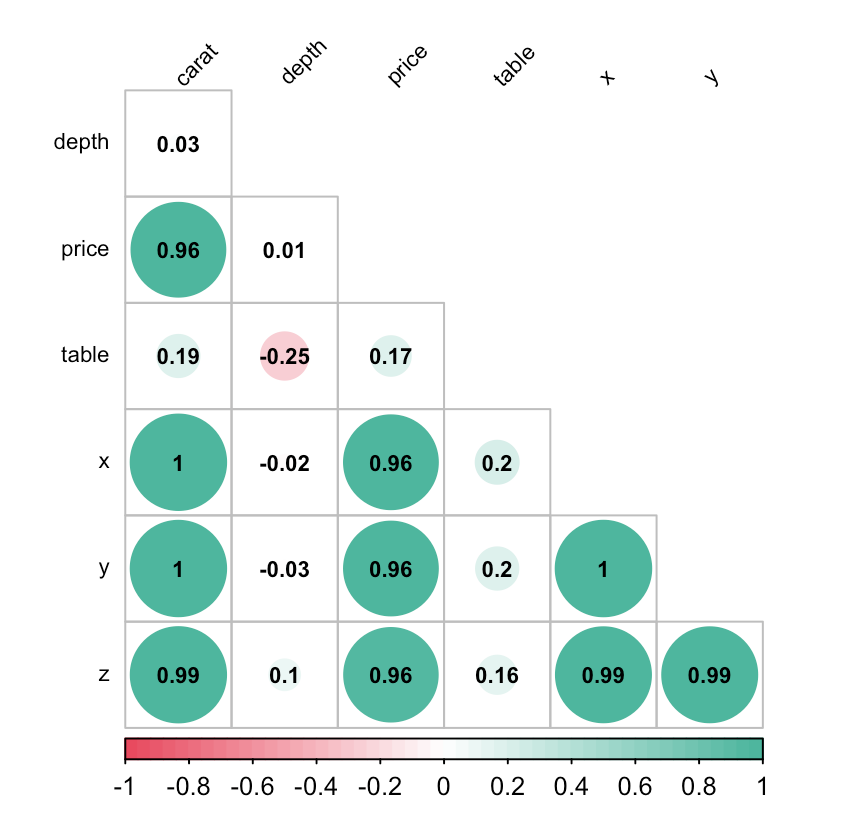 carat depth price table x y
depth 0.03
price 0.96 0.01
table 0.19 -0.25 0.17
x 1 -0.02 0.96 0.2
y 1 -0.03 0.96 0.2 1
z 0.99 0.1 0.96 0.16 0.99 0.99
-1 -0.8 -0.6 -0.4 -0.2 0 0.2 0.4 0.6 0.8 1